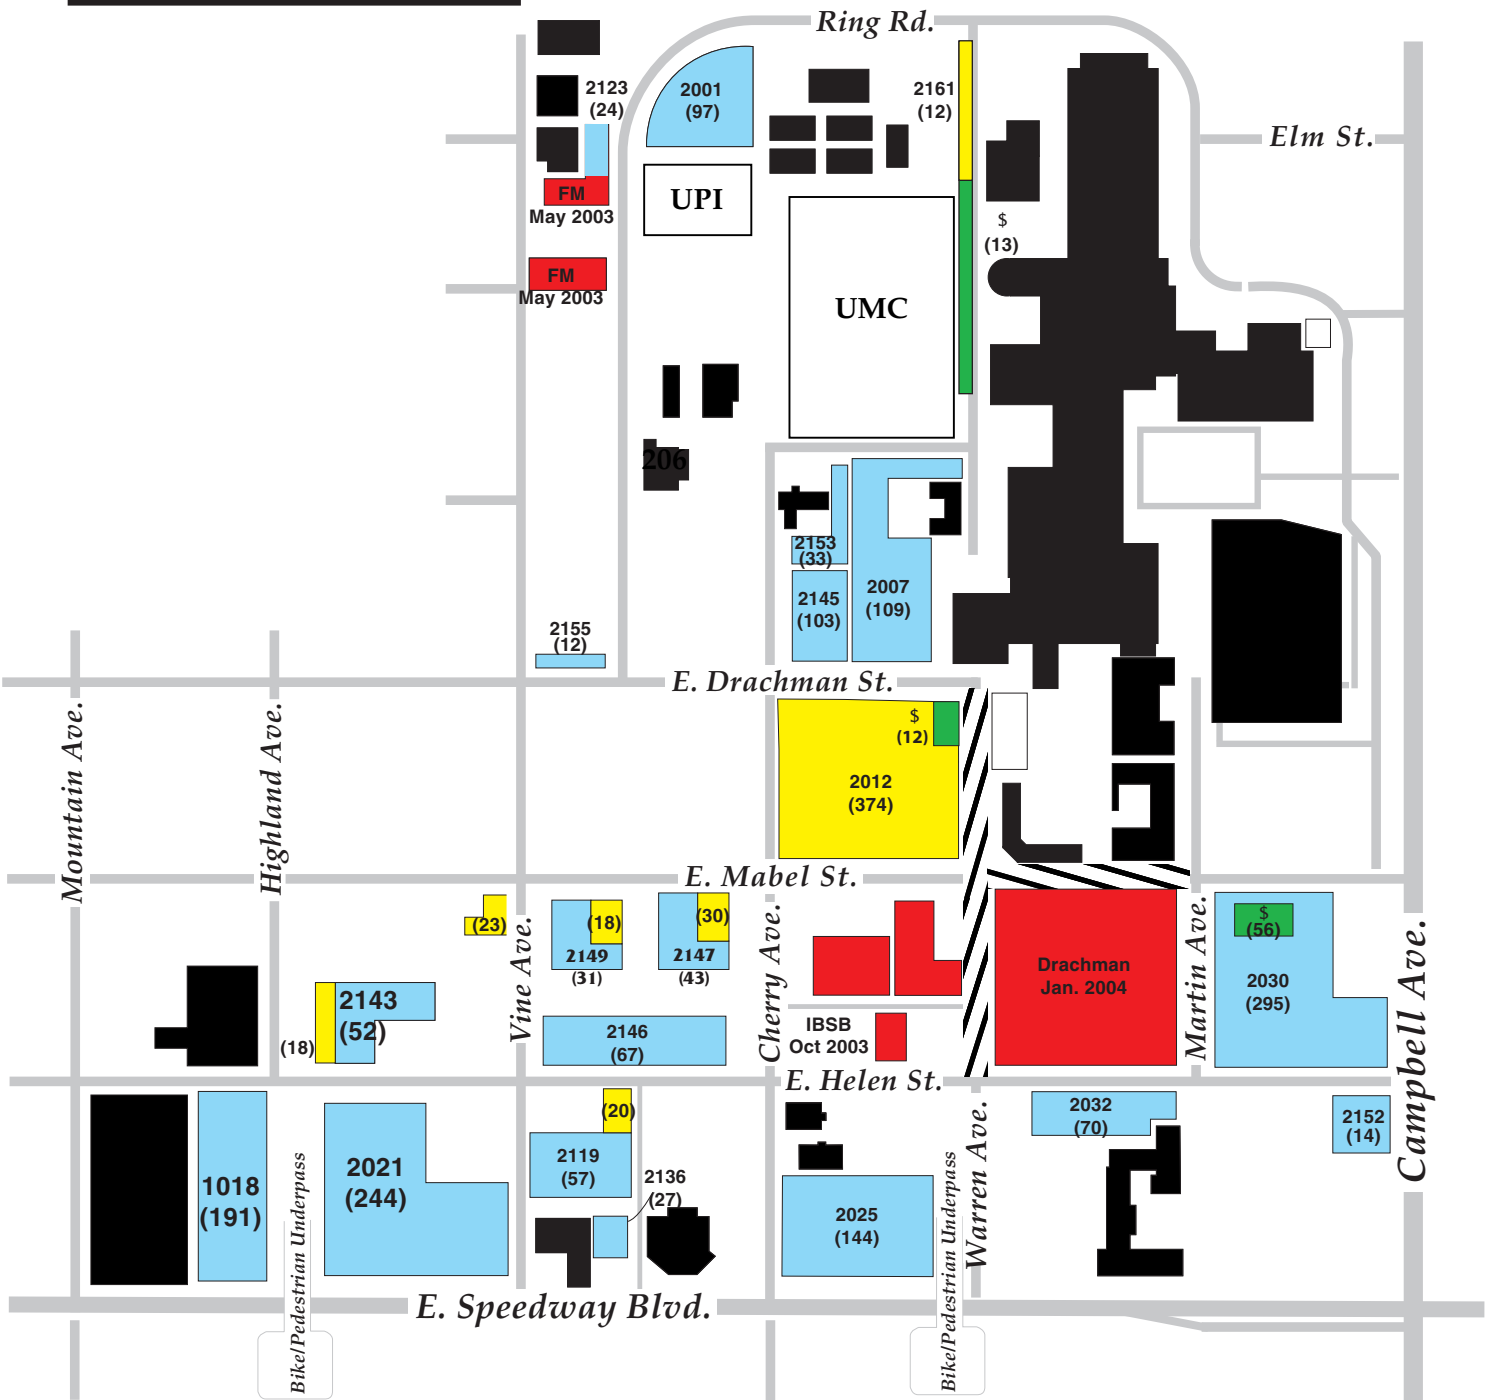 Ring Rd.
2123
(24)
2001
(97)
2161
(12)
Elm St.
FM
May 2003
UPI
$
(13)
FM
May 2003
UMC
206
2153
(33)
2145
(103)
2007
(109)
2155
(12)
E. Drachman St.
$
(12)
2012
(374)
Mountain Ave.
Highland Ave.
E. Mabel St.
(23)
(18)
2149
(31)
(30)
2147
(43)
Vine Ave.
Cherry Ave.
Drachman
Jan. 2004
Martin Ave.
$
(56)
2030
(295)
Campbell Ave.
2143
(52)
(18)
2146
(67)
IBSB
Oct 2003
E. Helen St.
(20)
2119
(57)
2136
(27)
2032
(70)
2152
(14)
1018
(191)
2021
(244)
2025
(144)
Warren Ave.
Bike/Pedestrian Underpass
Bike/Pedestrian Underpass
E. Speedway Blvd.